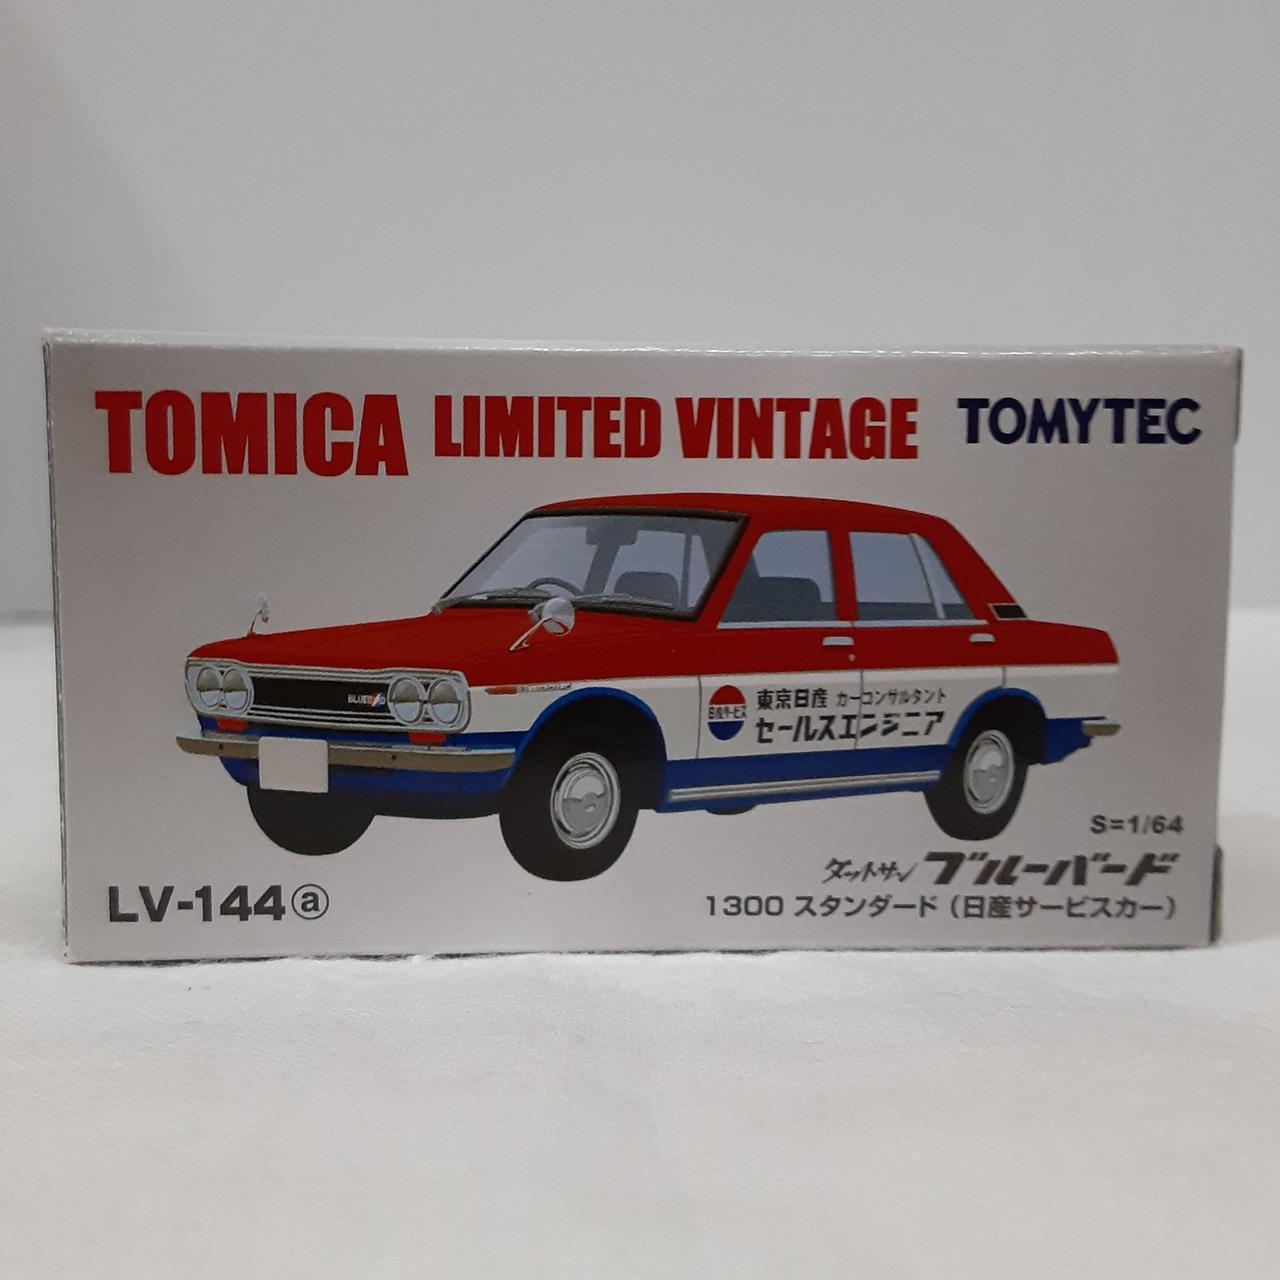 TOMICA LIMITED VINTAGE TOMYTEC
BLUEBIRD
日産サービス
東京日産 カーコンサルタント
セールスエンジニア
S=1/64
ダットサン ブルーバード
LV-144ⓐ
1300 スタンダード（日産サービスカー）